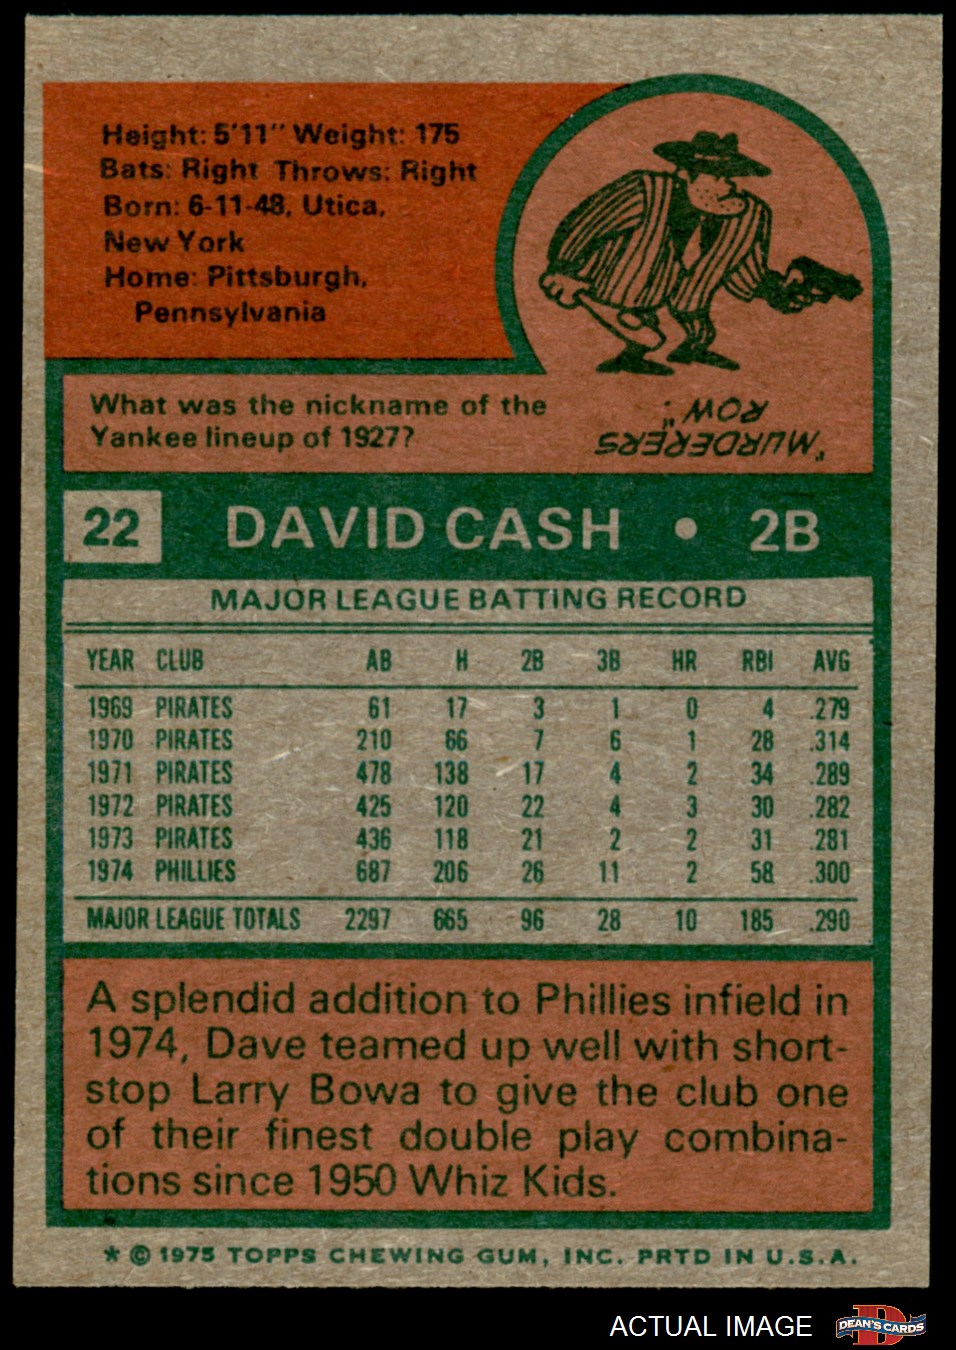 Height: 5'11" Weight: 175
Bats: Right Throws: Right
Born: 6-11-48, Utica,
New York
Home: Pittsburgh,
Pennsylvania
What was the nickname of the
Yankee lineup of 1927?
"MURDERERS
ROW."
22 DAVID CASH • 2B
MAJOR LEAGUE BATTING RECORD
YEAR CLUB AB H 2B 3B HR RBI AVG
1969 PIRATES 61 17 3 1 0 4 .279
1970 PIRATES 210 66 7 6 1 28 .314
1971 PIRATES 478 138 17 4 2 34 .289
1972 PIRATES 425 120 22 4 3 30 .282
1973 PIRATES 436 118 21 2 2 31 .281
1974 PHILLIES 687 206 26 11 2 58 .300
MAJOR LEAGUE TOTALS 2297 665 96 28 10 185 .290
A splendid addition to Phillies infield in
1974, Dave teamed up well with short-
stop Larry Bowa to give the club one
of their finest double play combina-
tions since 1950 Whiz Kids.
* © 1975 TOPPS CHEWING GUM, INC. PRTD IN U.S.A.
ACTUAL IMAGE
D
DEAN'S CARDS